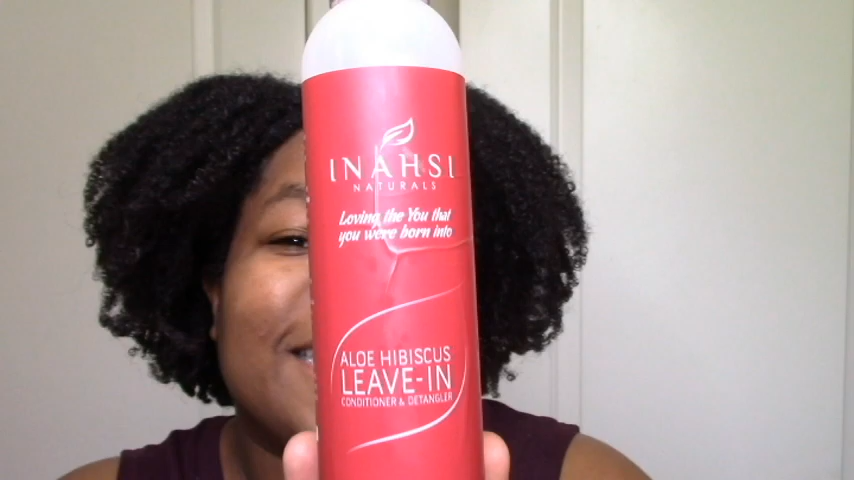 INAHSI
NATURALS
Loving the You that
you were born into
ALOE HIBISCUS
LEAVE-IN
CONDITIONER & DETANGLER